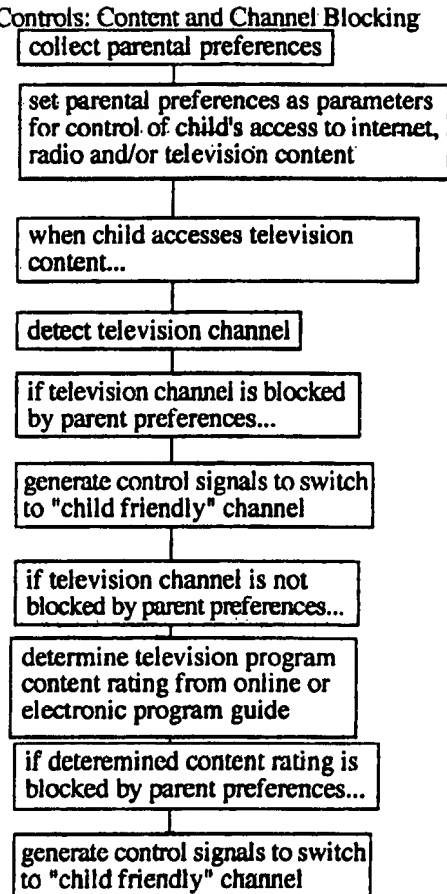 Controls: Content and Channel Blocking
collect parental preferences
set parental preferences as parameters
for control of child's access to internet,
radio and/or television content
when child accesses television
content...
detect television channel
if television channel is blocked
by parent preferences...
generate control signals to switch
to "child friendly" channel
if television channel is not
blocked by parent preferences...
determine television program
content rating from online or
electronic program guide
if deteremined content rating is
blocked by parent preferences...
generate control signals to switch
to "child friendly" channel